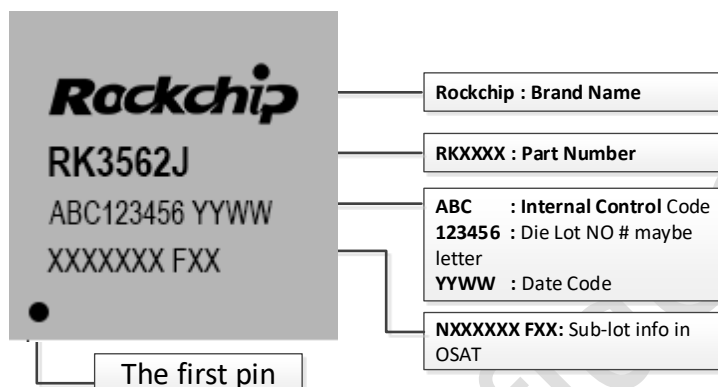 Rockchip
RK3562J
ABC123456 YYWW
XXXXXXX FXX
The first pin
Rockchip : Brand Name
RKXXXX : Part Number
ABC : Internal Control Code
123456 : Die Lot NO # maybe
letter
YYWW : Date Code
NXXXXXX FXX: Sub-lot info in
OSAT